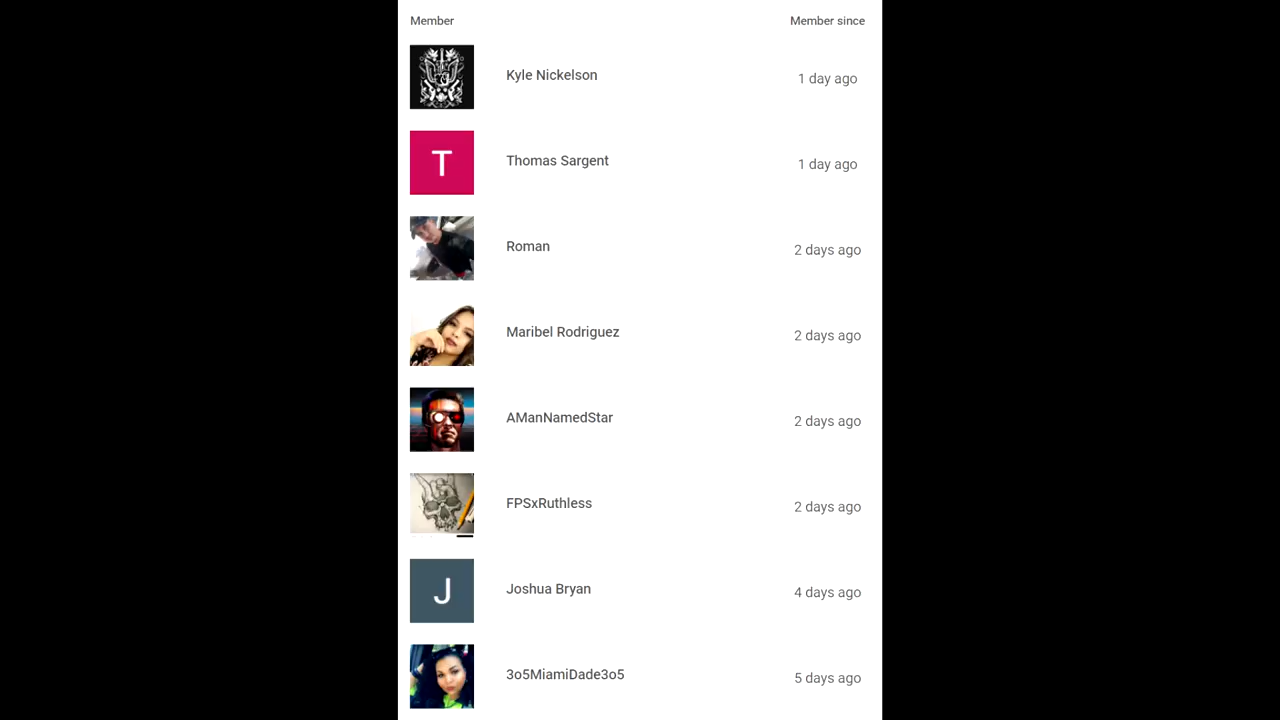 Member Member since
Kyle Nickelson 1 day ago
T Thomas Sargent 1 day ago
Roman 2 days ago
Maribel Rodriguez 2 days ago
AManNamedStar 2 days ago
FPSxRuthless 2 days ago
J Joshua Bryan 4 days ago
3o5MiamiDade3o5 5 days ago